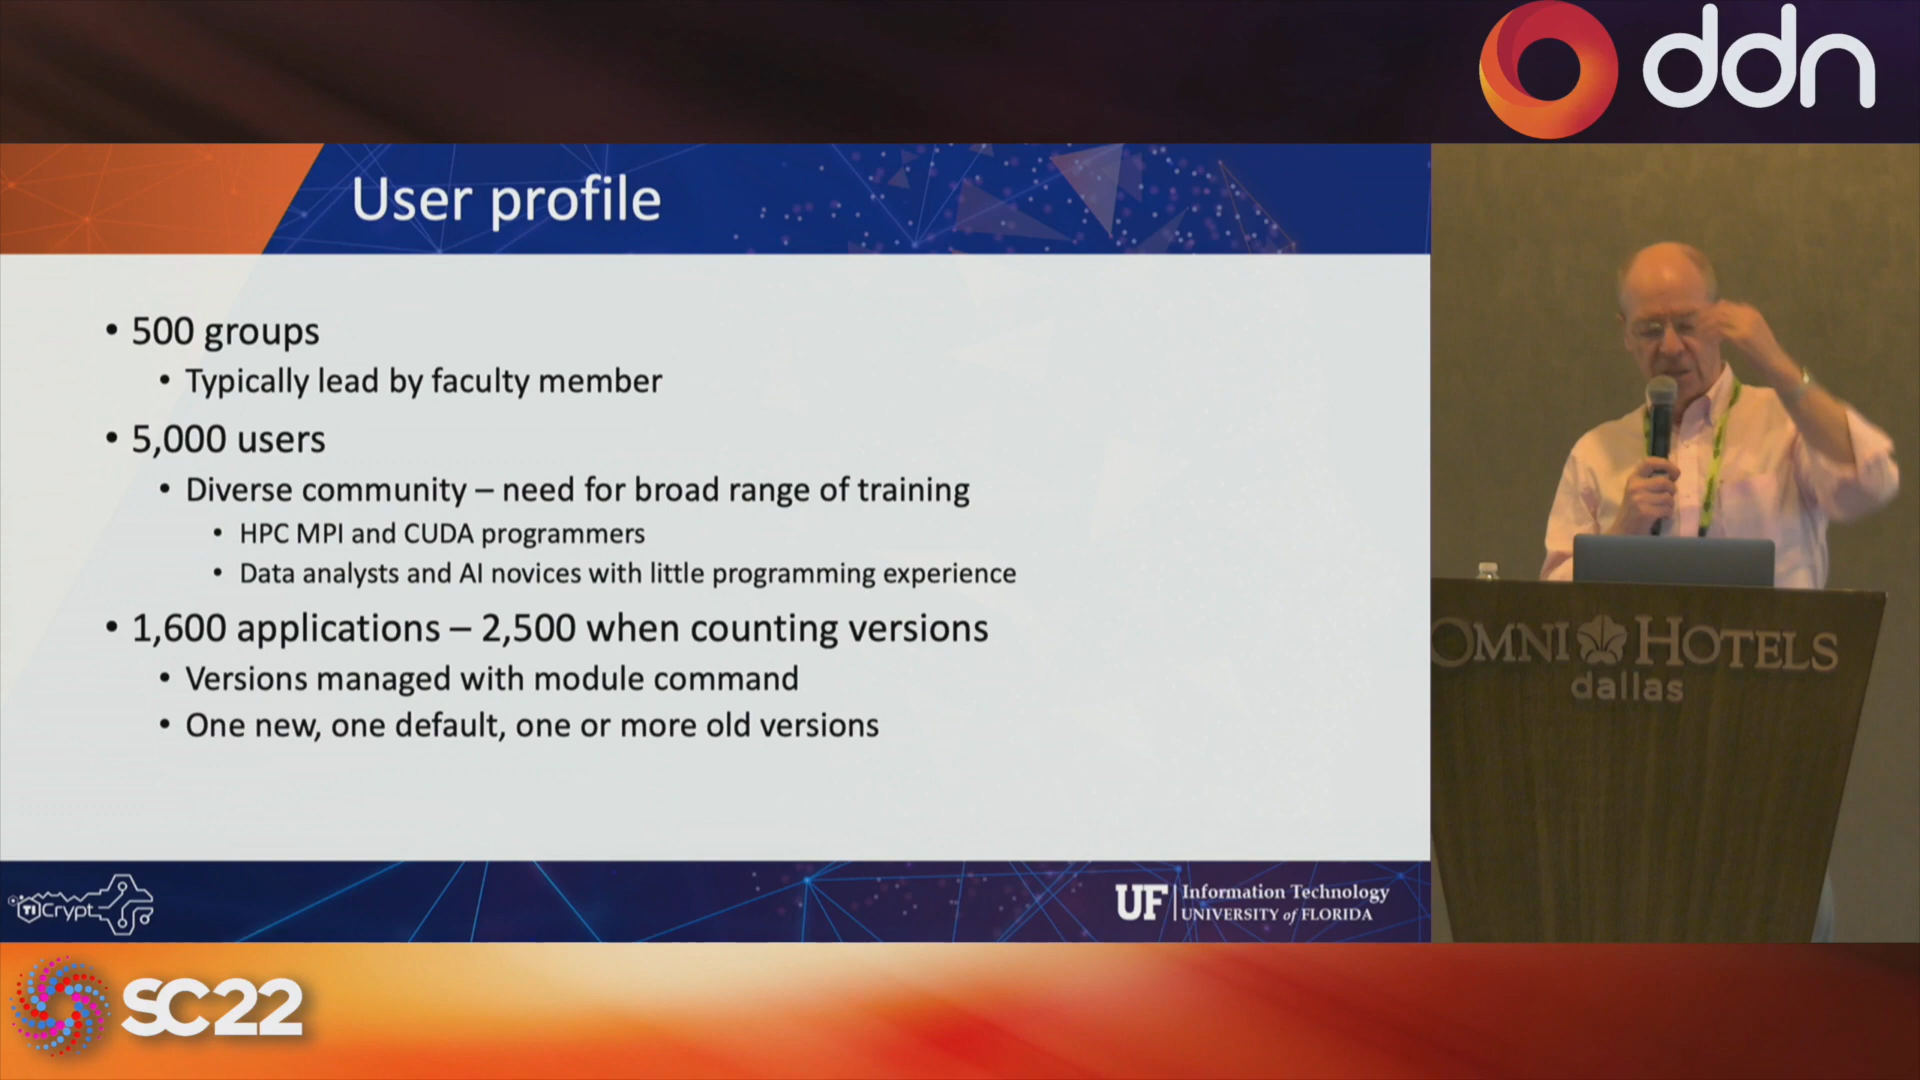 ddn
User profile
• 500 groups
• Typically lead by faculty member
• 5,000 users
• Diverse community – need for broad range of training
• HPC MPI and CUDA programmers
• Data analysts and AI novices with little programming experience
• 1,600 applications – 2,500 when counting versions
• Versions managed with module command
• One new, one default, one or more old versions
OMNI HOTELS
dallas
TiCrypt
UF Information Technology
UNIVERSITY of FLORIDA
SC22